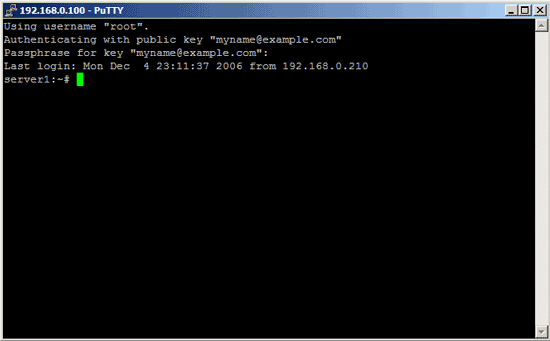 192.168.0.100 - PuTTY
Using username "root".
Authenticating with public key "myname@example.com"
Passphrase for key "myname@example.com":
Last login: Mon Dec  4 23:11:37 2006 from 192.168.0.210
server1:~#